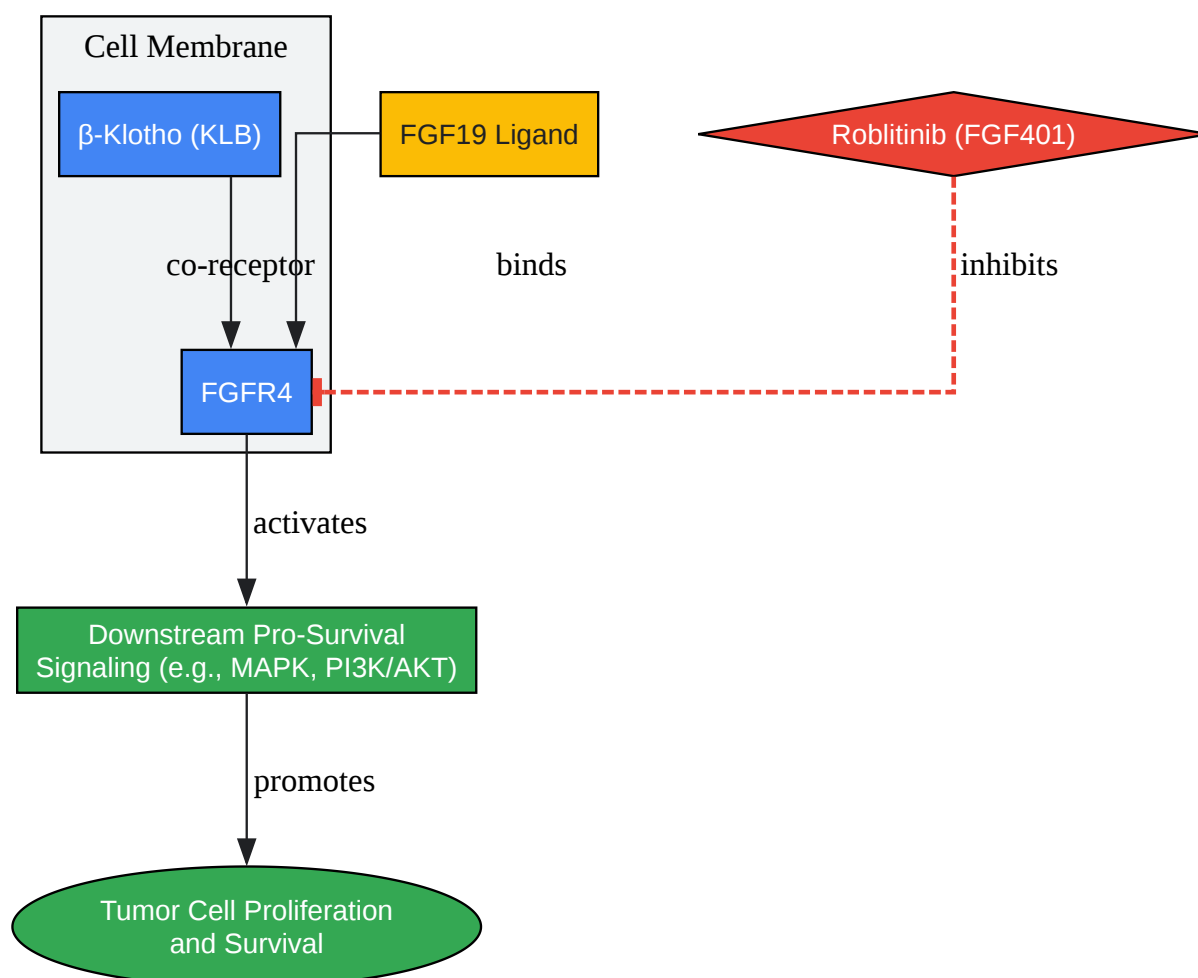 Cell Membrane
β-Klotho (KLB)
FGF19 Ligand
Roblitinib (FGF401)
co-receptor
binds
inhibits
FGFR4
activates
Downstream Pro-Survival
Signaling (e.g., MAPK, PI3K/AKT)
promotes
Tumor Cell Proliferation
and Survival